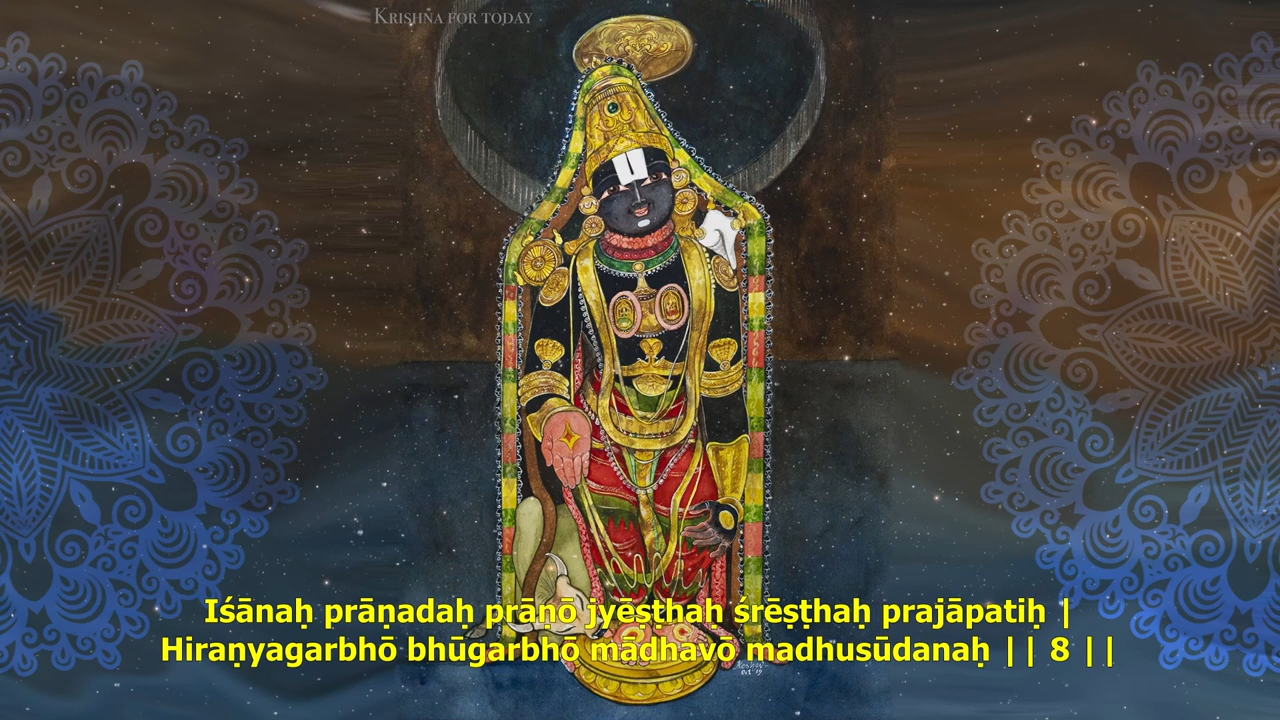 KRISHNA FOR TODAY
Iśānaḥ prāṇadaḥ prāṇō jyēṣṭhaḥ śrēṣṭhaḥ prajāpatiḥ |
Hiraṇyagarbhō bhūgarbhō mādhavō madhusūdanaḥ || 8 ||